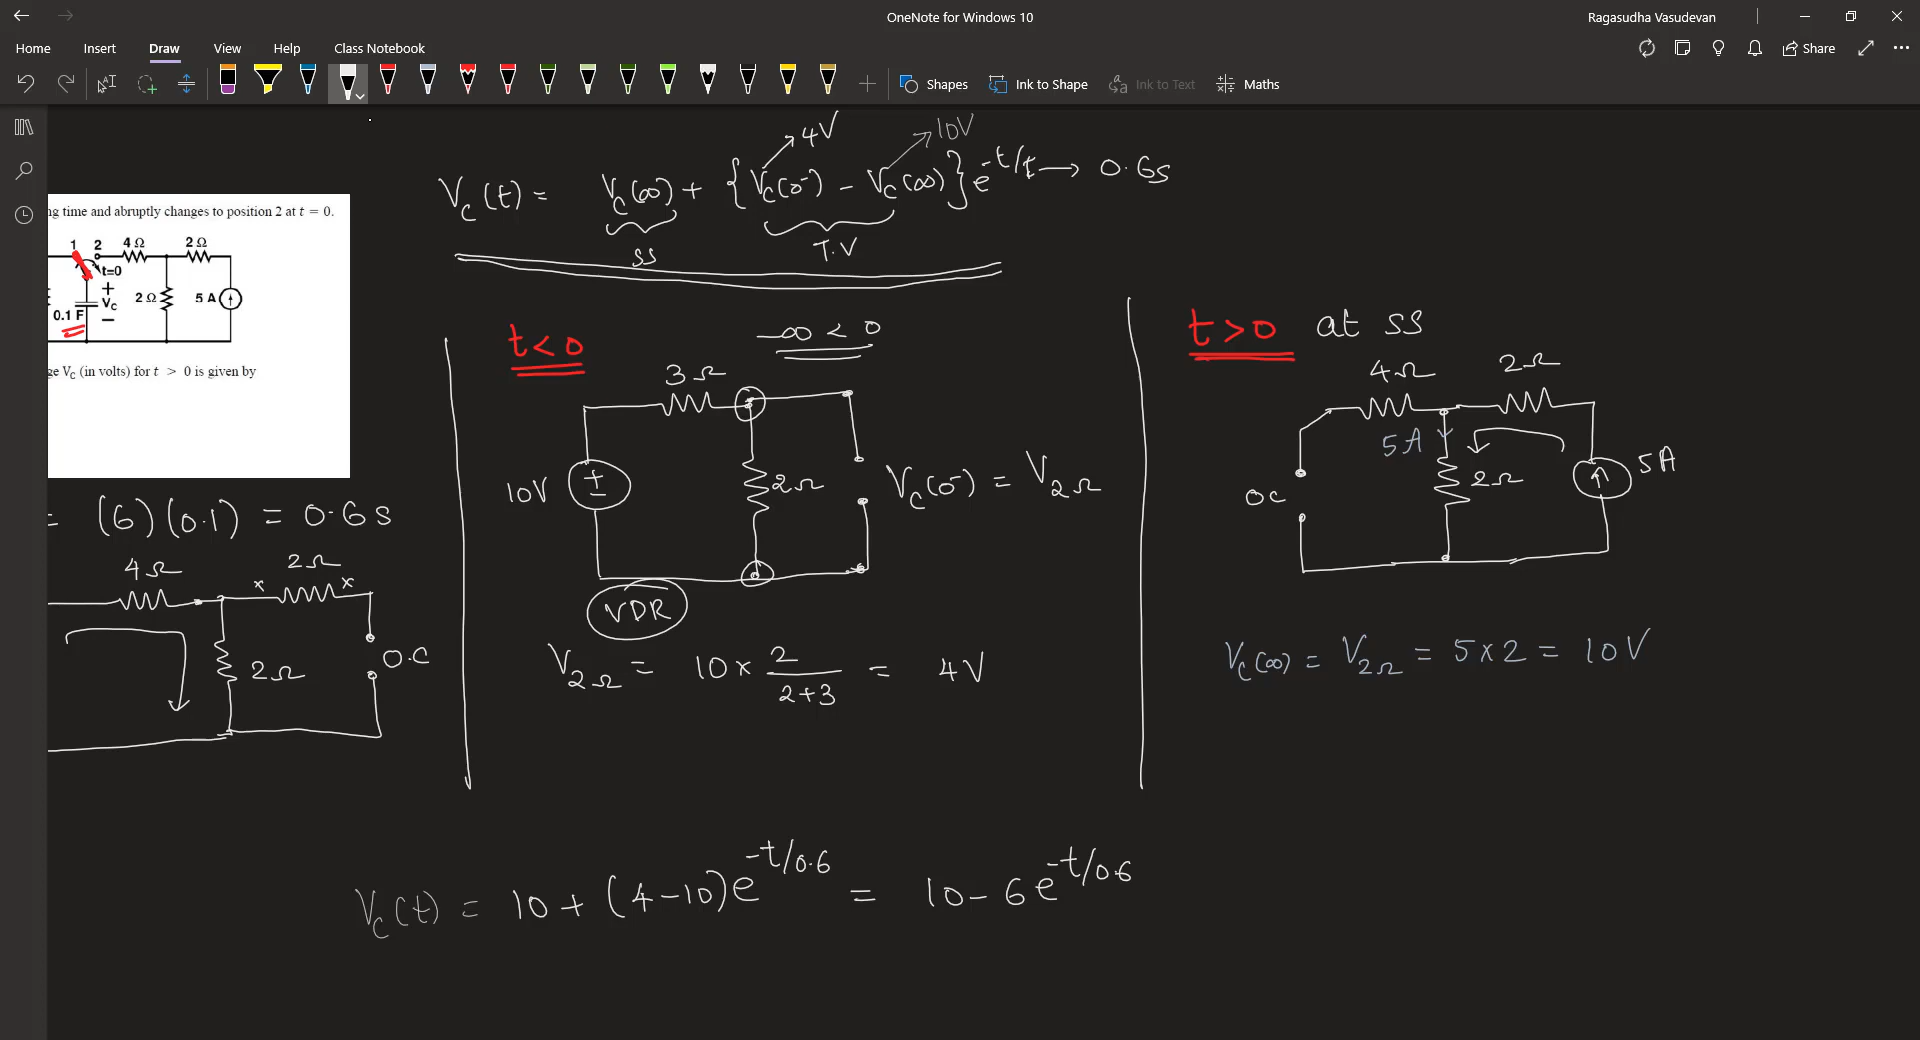 OneNote for Windows 10
Ragasudha Vasudevan
Home Insert Draw View Help Class Notebook
Share
Shapes Ink to Shape Ink to Text Maths
4V 10V
Vc(t) = Vc(∞) + {Vc(0⁻) - Vc(∞)} e^-t/τ → 0.6s
SS T.V
ng time and abruptly changes to position 2 at t = 0.
1 2 4 Ω 2 Ω
t=0
+
Vc 2 Ω 5 A
0.1 F −
ge Vc (in volts) for t > 0 is given by
= (6)(0.1) = 0.6 s
4Ω 2Ω
x x
2Ω O.C
t<0 -∞ < 0
3Ω
10V ± 2Ω Vc(0⁻) = V2Ω
VDR
V2Ω = 10 × 2/(2+3) = 4V
t>0 at SS
4Ω 2Ω
5A
OC 2Ω 5A
Vc(∞) = V2Ω = 5×2 = 10V
Vc(t) = 10 + (4-10)e^-t/0.6 = 10 - 6e^-t/0.6